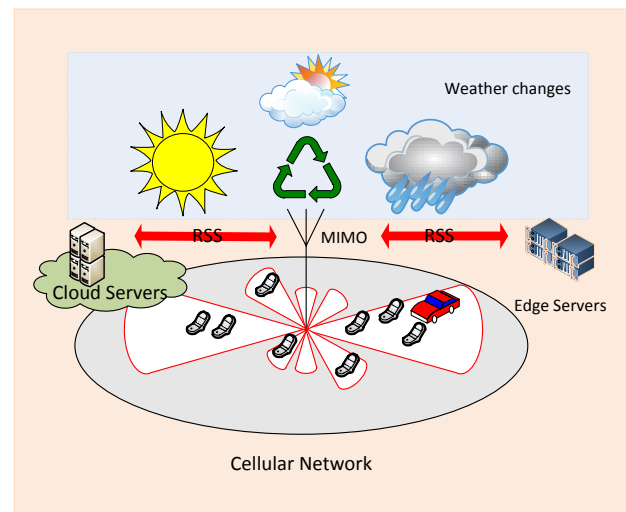 Weather changes
RSS
MIMO
RSS
Cloud Servers
Edge Servers
Cellular Network